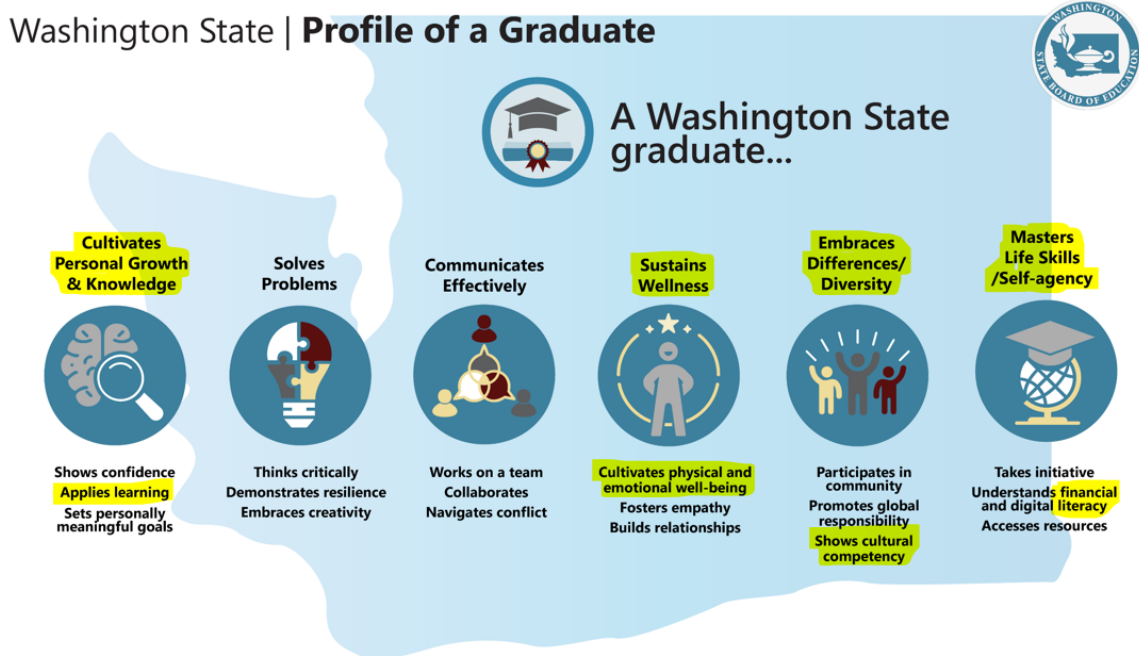 Washington State | Profile of a Graduate
WASHINGTON
STATE BOARD OF EDUCATION
A Washington State
graduate...
Cultivates
Personal Growth
& Knowledge
Shows confidence
Applies learning
Sets personally
meaningful goals
Solves
Problems
Thinks critically
Demonstrates resilience
Embraces creativity
Communicates
Effectively
Works on a team
Collaborates
Navigates conflict
Sustains
Wellness
Cultivates physical and
emotional well-being
Fosters empathy
Builds relationships
Embraces
Differences/
Diversity
Participates in
community
Promotes global
responsibility
Shows cultural
competency
Masters
Life Skills
/Self-agency
Takes initiative
Understands financial
and digital literacy
Accesses resources